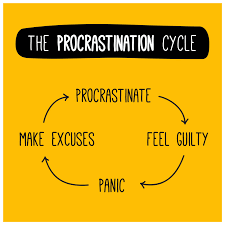 THE PROCRASTINATION CYCLE
PROCRASTINATE
MAKE EXCUSES
FEEL GUILTY
PANIC